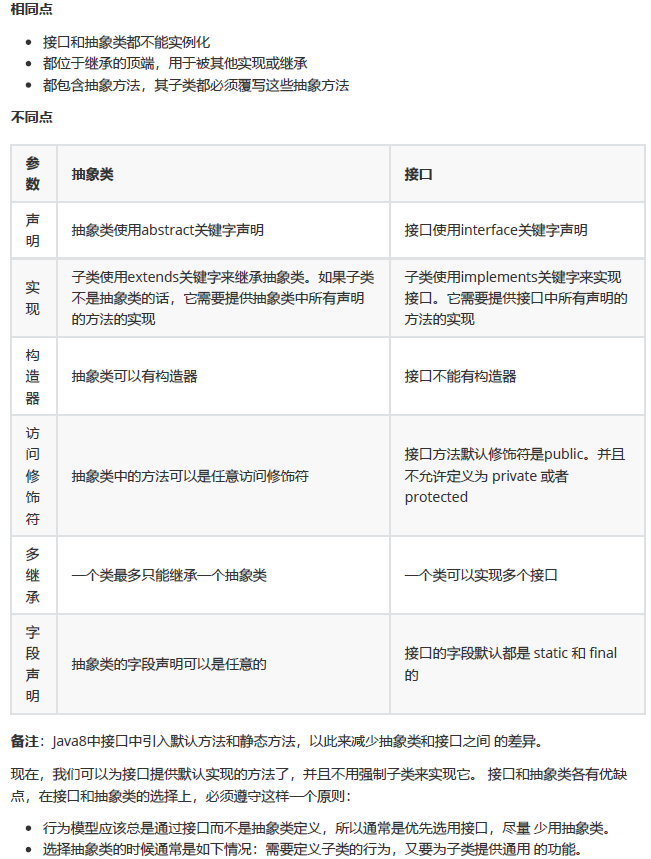 相同点
接口和抽象类都不能实例化
都位于继承的顶端，用于被其他实现或继承
都包含抽象方法，其子类都必须覆写这些抽象方法
不同点
参数
抽象类
接口
声明
抽象类使用abstract关键字声明
接口使用interface关键字声明
实现
子类使用extends关键字来继承抽象类。如果子类
不是抽象类的话，它需要提供抽象类中所有声明
的方法的实现
子类使用implements关键字来实现
接口。它需要提供接口中所有声明的
方法的实现
构造器
抽象类可以有构造器
接口不能有构造器
访问修饰符
抽象类中的方法可以是任意访问修饰符
接口方法默认修饰符是public。并且
不允许定义为 private 或者
protected
多继承
一个类最多只能继承一个抽象类
一个类可以实现多个接口
字段声明
抽象类的字段声明可以是任意的
接口的字段默认都是 static 和 final
的
备注：Java8中接口中引入默认方法和静态方法，以此来减少抽象类和接口之间 的差异。
现在，我们可以为接口提供默认实现的方法了，并且不用强制子类来实现它。 接口和抽象类各有优缺
点，在接口和抽象类的选择上，必须遵守这样一个原则：
行为模型应该总是通过接口而不是抽象类定义，所以通常是优先选用接口，尽量 少用抽象类。
选择抽象类的时候通常是如下情况：需要定义子类的行为，又要为子类提供通用 的功能。